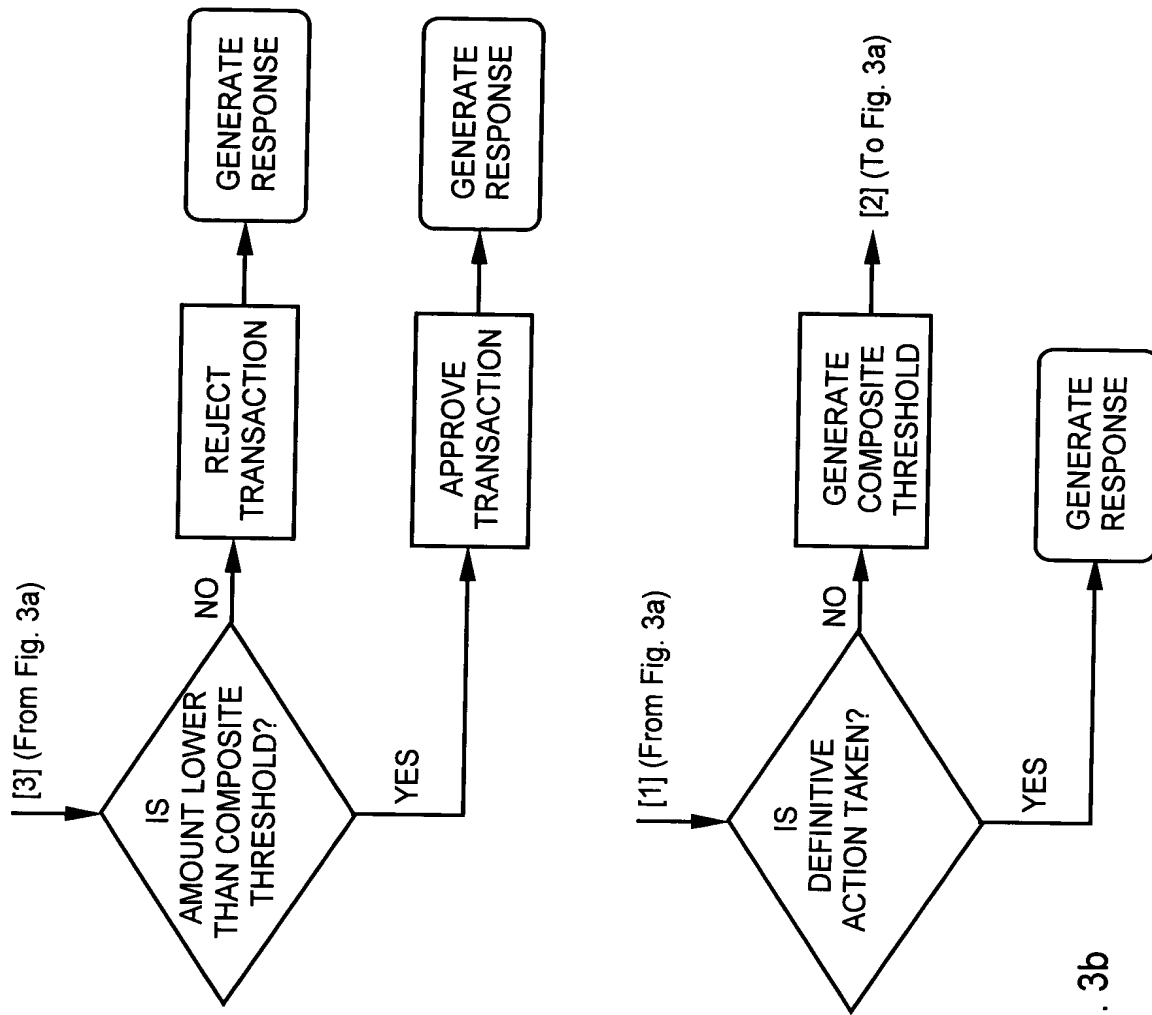 [3] (From Fig. 3a)
IS
AMOUNT LOWER
THAN COMPOSITE
THRESHOLD?
NO
REJECT
TRANSACTION
GENERATE
RESPONSE
YES
APPROVE
TRANSACTION
GENERATE
RESPONSE
[1] (From Fig. 3a)
IS
DEFINITIVE
ACTION TAKEN?
NO
GENERATE
COMPOSITE
THRESHOLD
[2] (To Fig. 3a)
YES
GENERATE
RESPONSE
. 3b